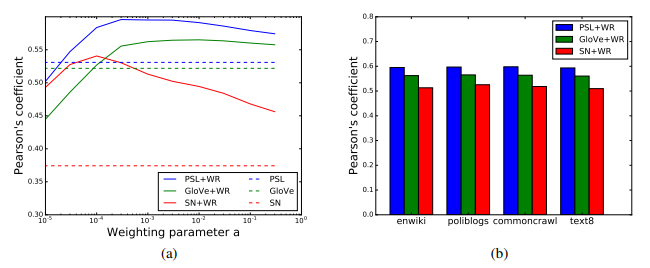 0.55
0.50
0.45
0.40
0.35
0.30
Pearson's coefficient
10^-5 10^-4 10^-3 10^-2 10^-1 10^0
Weighting parameter a
PSL+WR PSL
GloVe+WR GloVe
SN+WR SN
(a)
0.8
0.7
0.6
0.5
0.4
0.3
0.2
0.1
0.0
Pearson's coefficient
PSL+WR
GloVe+WR
SN+WR
enwiki poliblogs commoncrawl text8
(b)